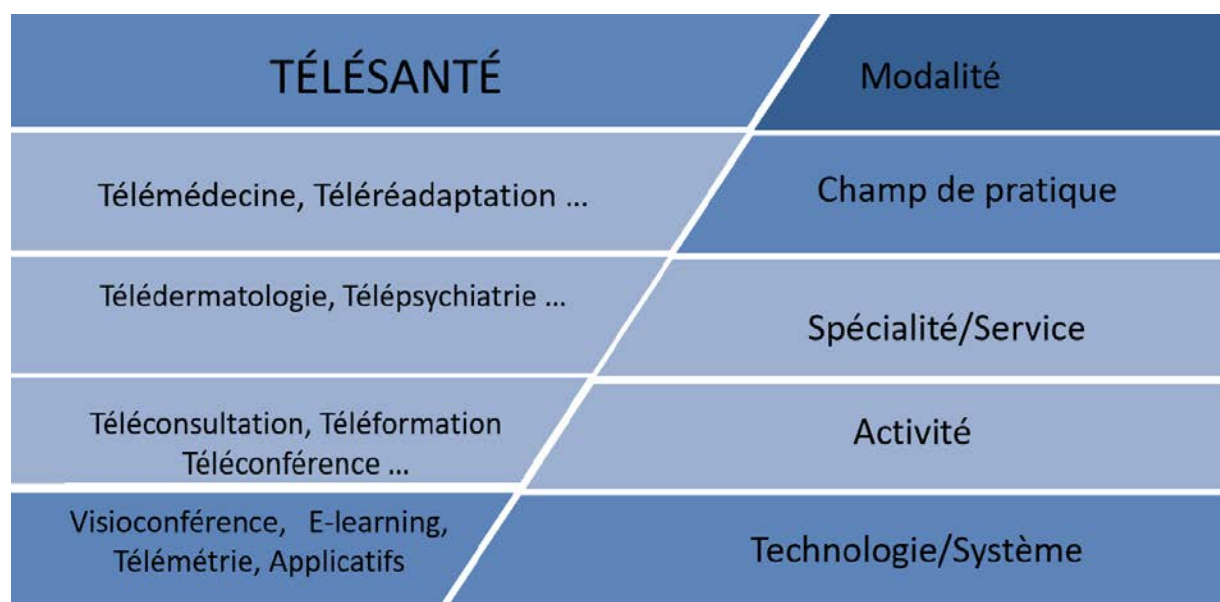 TÉLÉSANTÉ
Modalité
Télémédecine, Téléréadaptation ...
Champ de pratique
Télédermatologie, Télépsychiatrie ...
Spécialité/Service
Téléconsultation, Téléformation
Téléconférence ...
Activité
Visioconférence, E-learning,
Télémétrie, Applicatifs
Technologie/Système